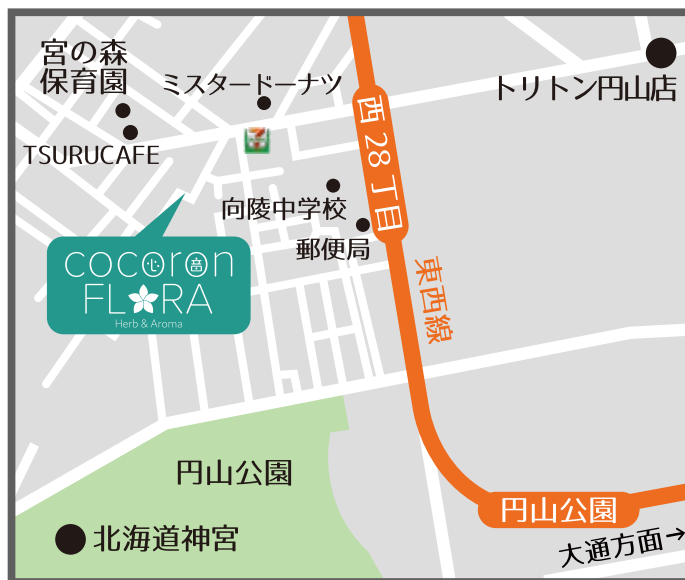 宮の森
保育園
ミスタードーナツ
トリトン円山店
TSURUCAFE
西28丁目
向陵中学校
郵便局
cocoron
心音
FLORA
Herb & Aroma
東西線
円山公園
円山公園
北海道神宮
大通方面→